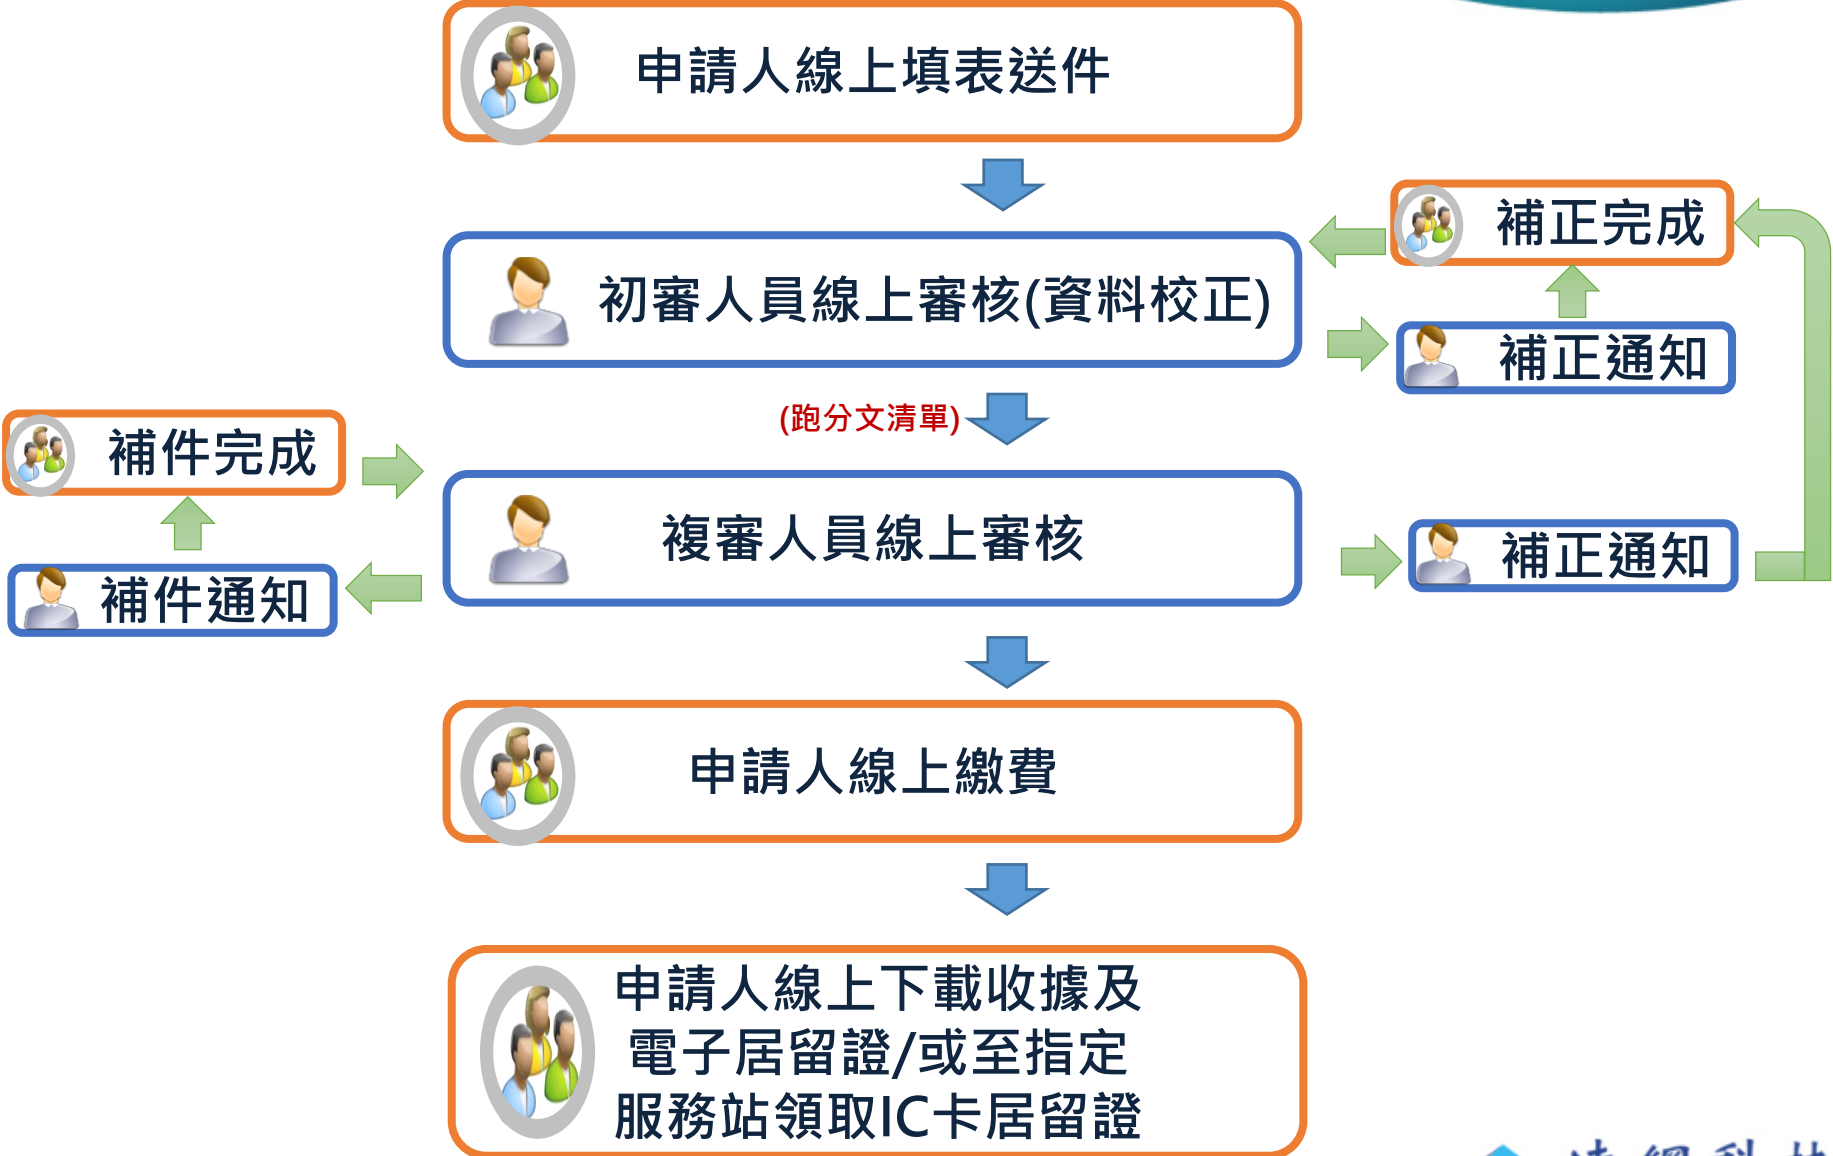 申請人線上填表送件
補正完成
初審人員線上審核(資料校正)
補正通知
(跑分文清單)
補件完成
複審人員線上審核
補正通知
補件通知
申請人線上繳費
申請人線上下載收據及
電子居留證/或至指定
服務站領取IC卡居留證